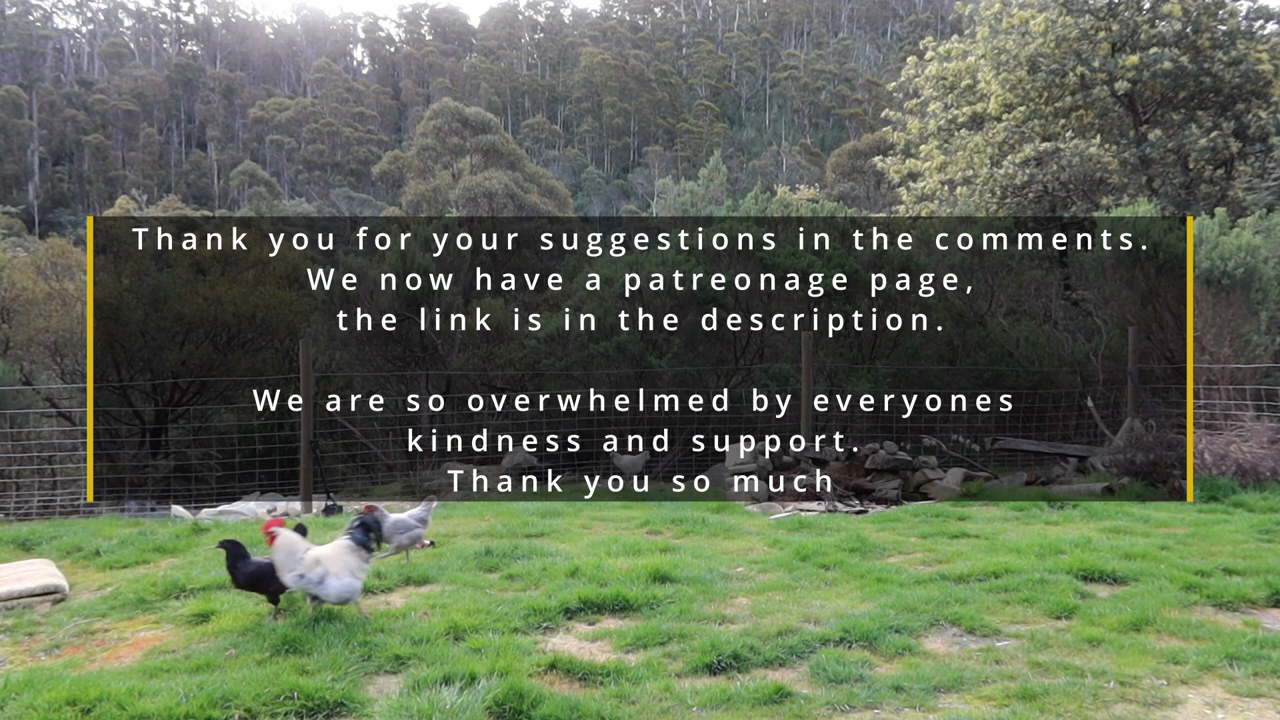 Thank you for your suggestions in the comments.
We now have a patreonage page,
the link is in the description.
We are so overwhelmed by everyones
kindness and support.
Thank you so much